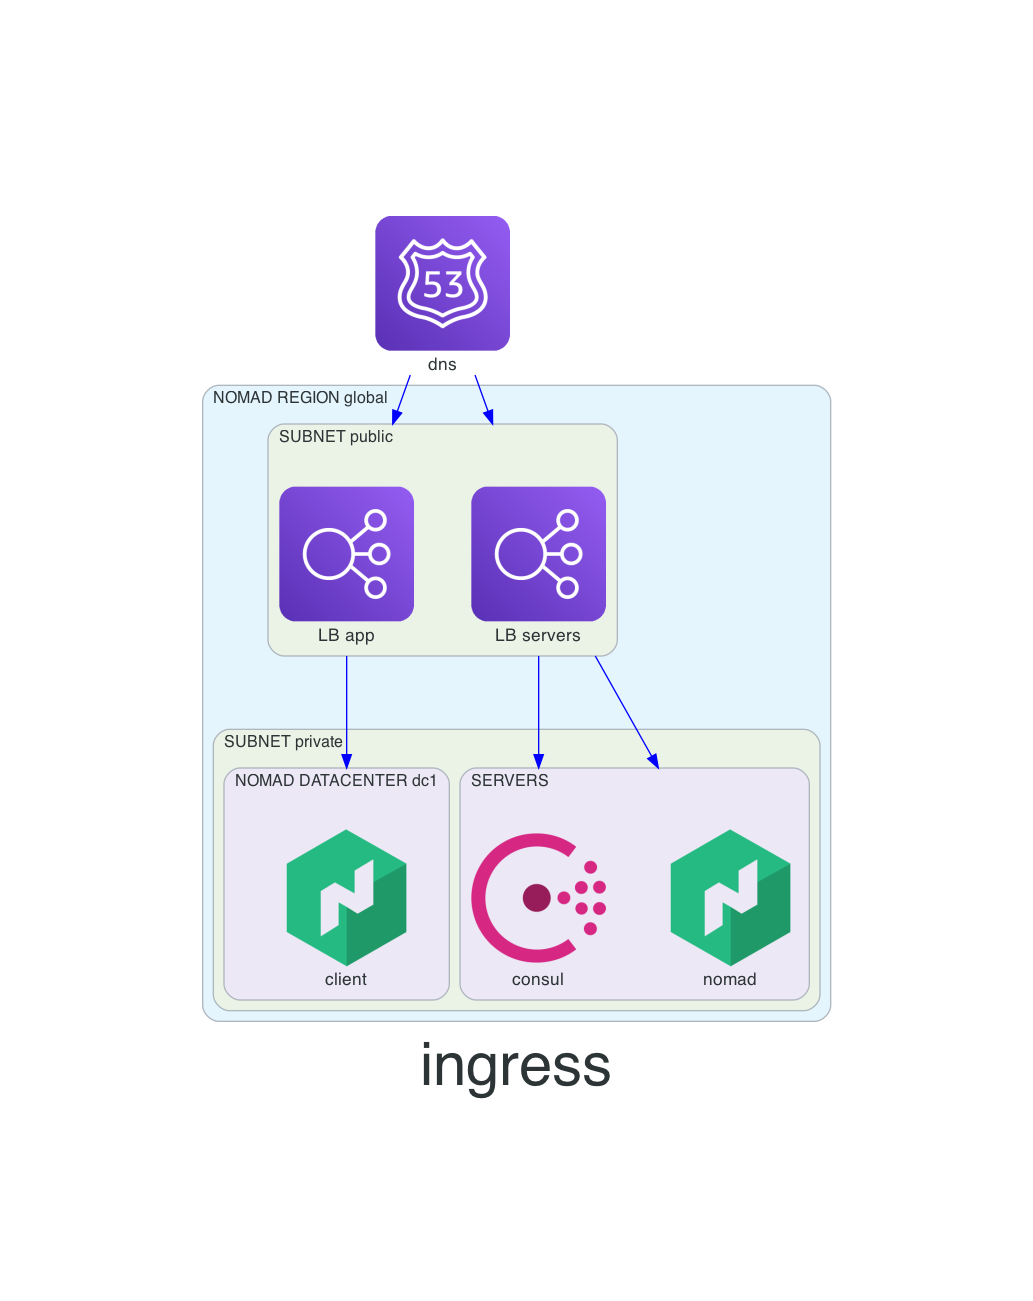 53
dns
NOMAD REGION global
SUBNET public
LB app
LB servers
SUBNET private
NOMAD DATACENTER dc1
SERVERS
client
consul
nomad
ingress